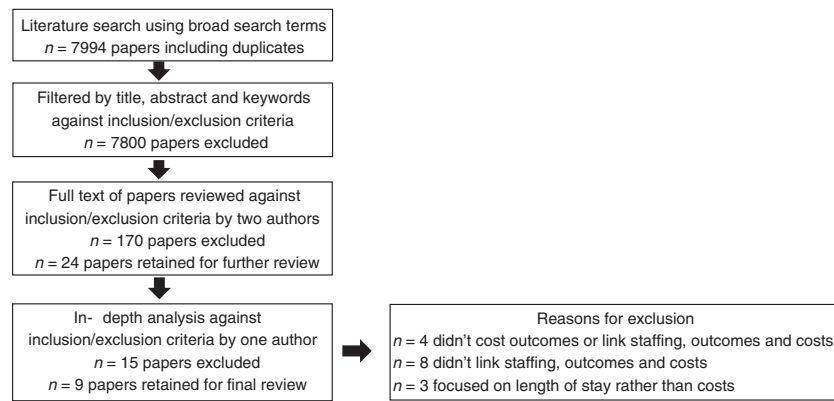 Literature search using broad search terms
n = 7994 papers including duplicates
Filtered by title, abstract and keywords
against inclusion/exclusion criteria
n = 7800 papers excluded
Full text of papers reviewed against
inclusion/exclusion criteria by two authors
n = 170 papers excluded
n = 24 papers retained for further review
In- depth analysis against
inclusion/exclusion criteria by one author
n = 15 papers excluded
n = 9 papers retained for final review
Reasons for exclusion
n = 4 didn't cost outcomes or link staffing, outcomes and costs
n = 8 didn't link staffing, outcomes and costs
n = 3 focused on length of stay rather than costs